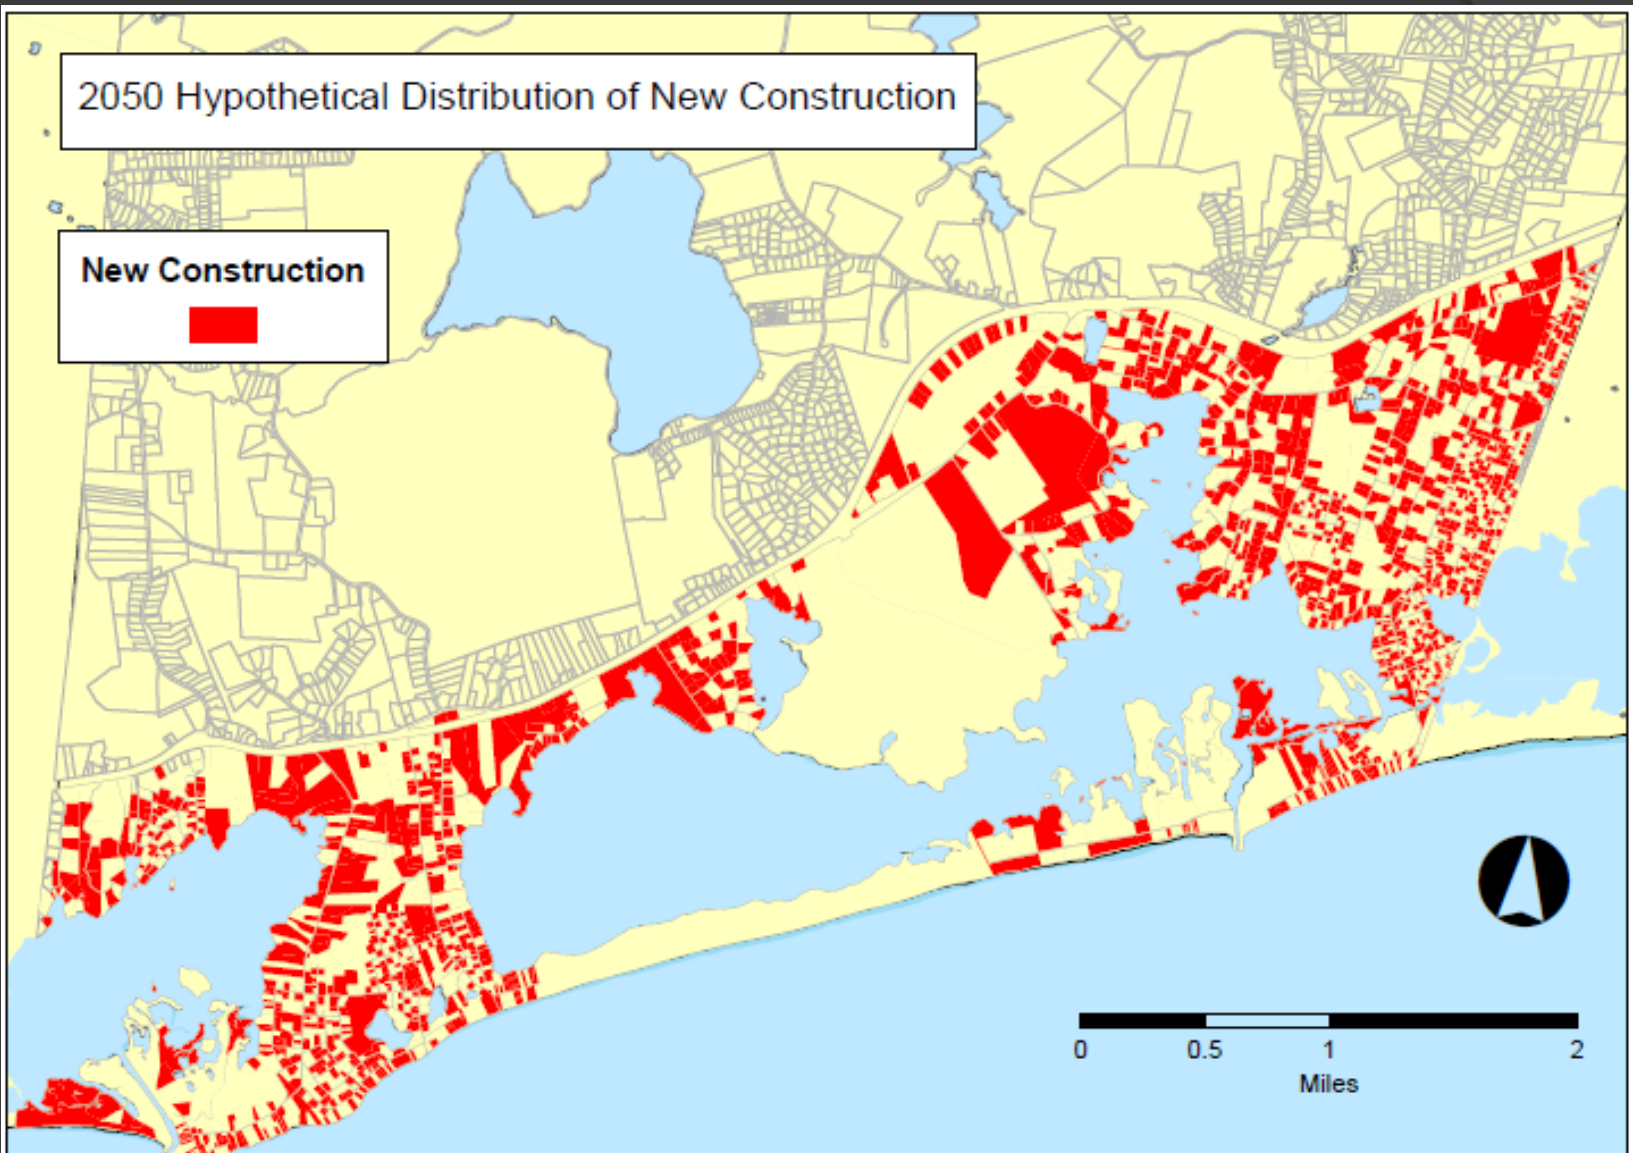 2050 Hypothetical Distribution of New Construction
New Construction
0 0.5 1 2
Miles